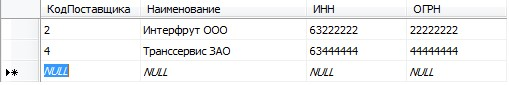 КодПоставщика Наименование ИНН ОГРН
2 Интерфрут ООО 63222222 22222222
4 Транссервис ЗАО 63444444 44444444
NULL NULL NULL NULL